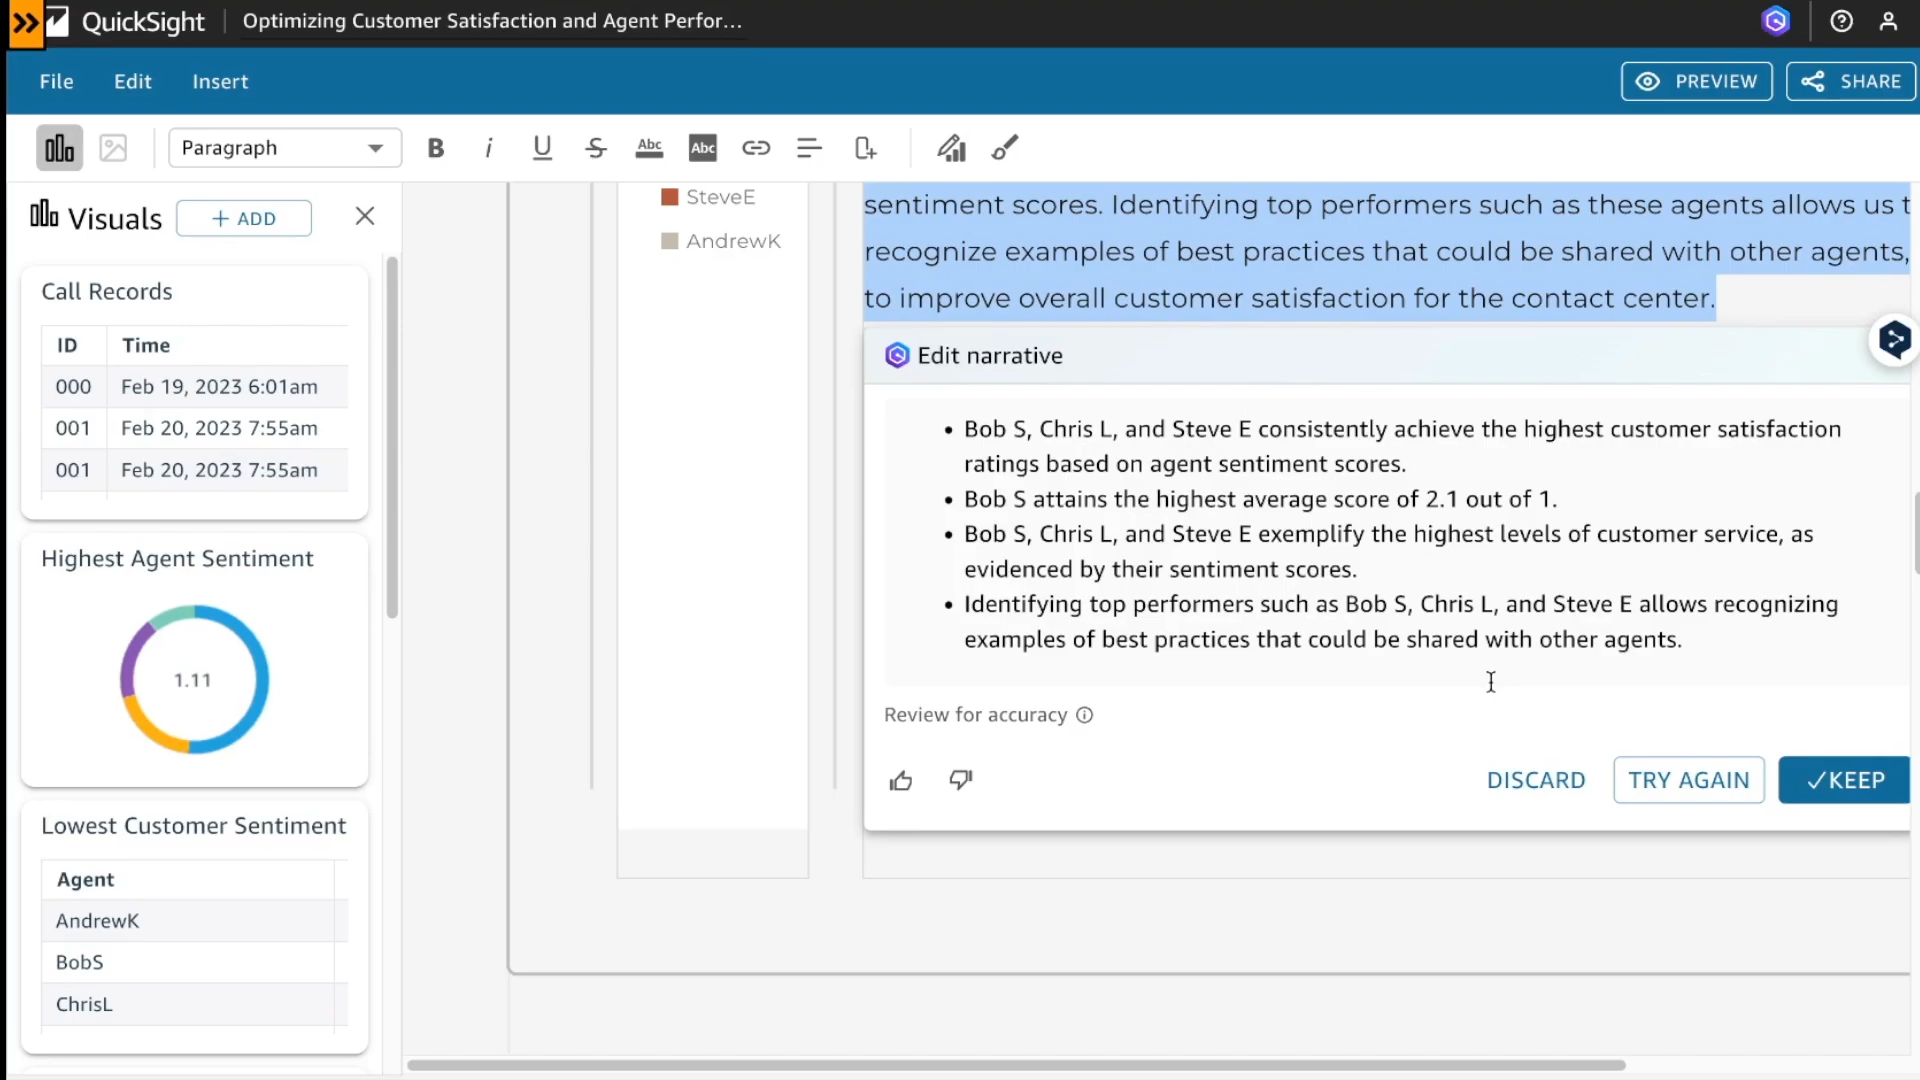 QuickSight
Optimizing Customer Satisfaction and Agent Perfor...
File
Edit
Insert
PREVIEW
SHARE
Paragraph
B
i
U
S
Abc
Abc
Visuals
+ ADD
Call Records
ID Time
000 Feb 19, 2023 6:01am
001 Feb 20, 2023 7:55am
001 Feb 20, 2023 7:55am
Highest Agent Sentiment
1.11
Lowest Customer Sentiment
Agent
AndrewK
BobS
ChrisL
SteveE
AndrewK
sentiment scores. Identifying top performers such as these agents allows us t
recognize examples of best practices that could be shared with other agents,
to improve overall customer satisfaction for the contact center.
Edit narrative
• Bob S, Chris L, and Steve E consistently achieve the highest customer satisfaction
ratings based on agent sentiment scores.
• Bob S attains the highest average score of 2.1 out of 1.
• Bob S, Chris L, and Steve E exemplify the highest levels of customer service, as
evidenced by their sentiment scores.
• Identifying top performers such as Bob S, Chris L, and Steve E allows recognizing
examples of best practices that could be shared with other agents.
Review for accuracy
DISCARD
TRY AGAIN
KEEP